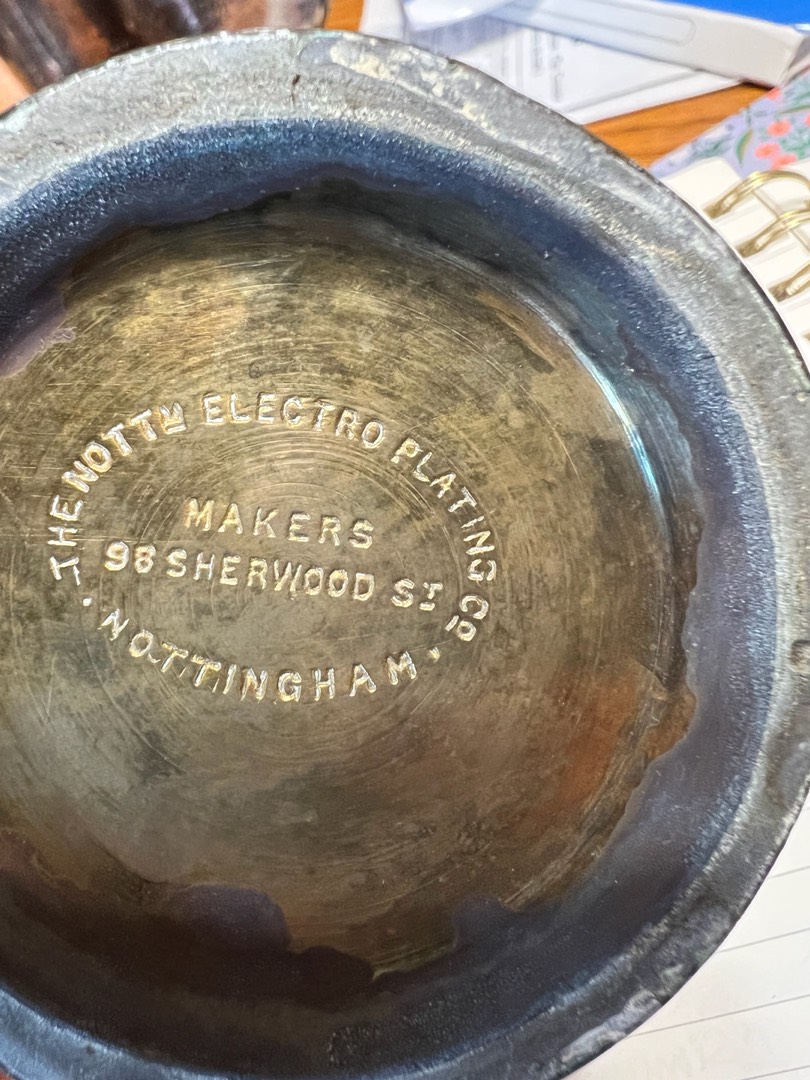 THE NOTTM ELECTRO PLATING CO
MAKERS
98 SHERWOOD ST
. NOTTINGHAM .